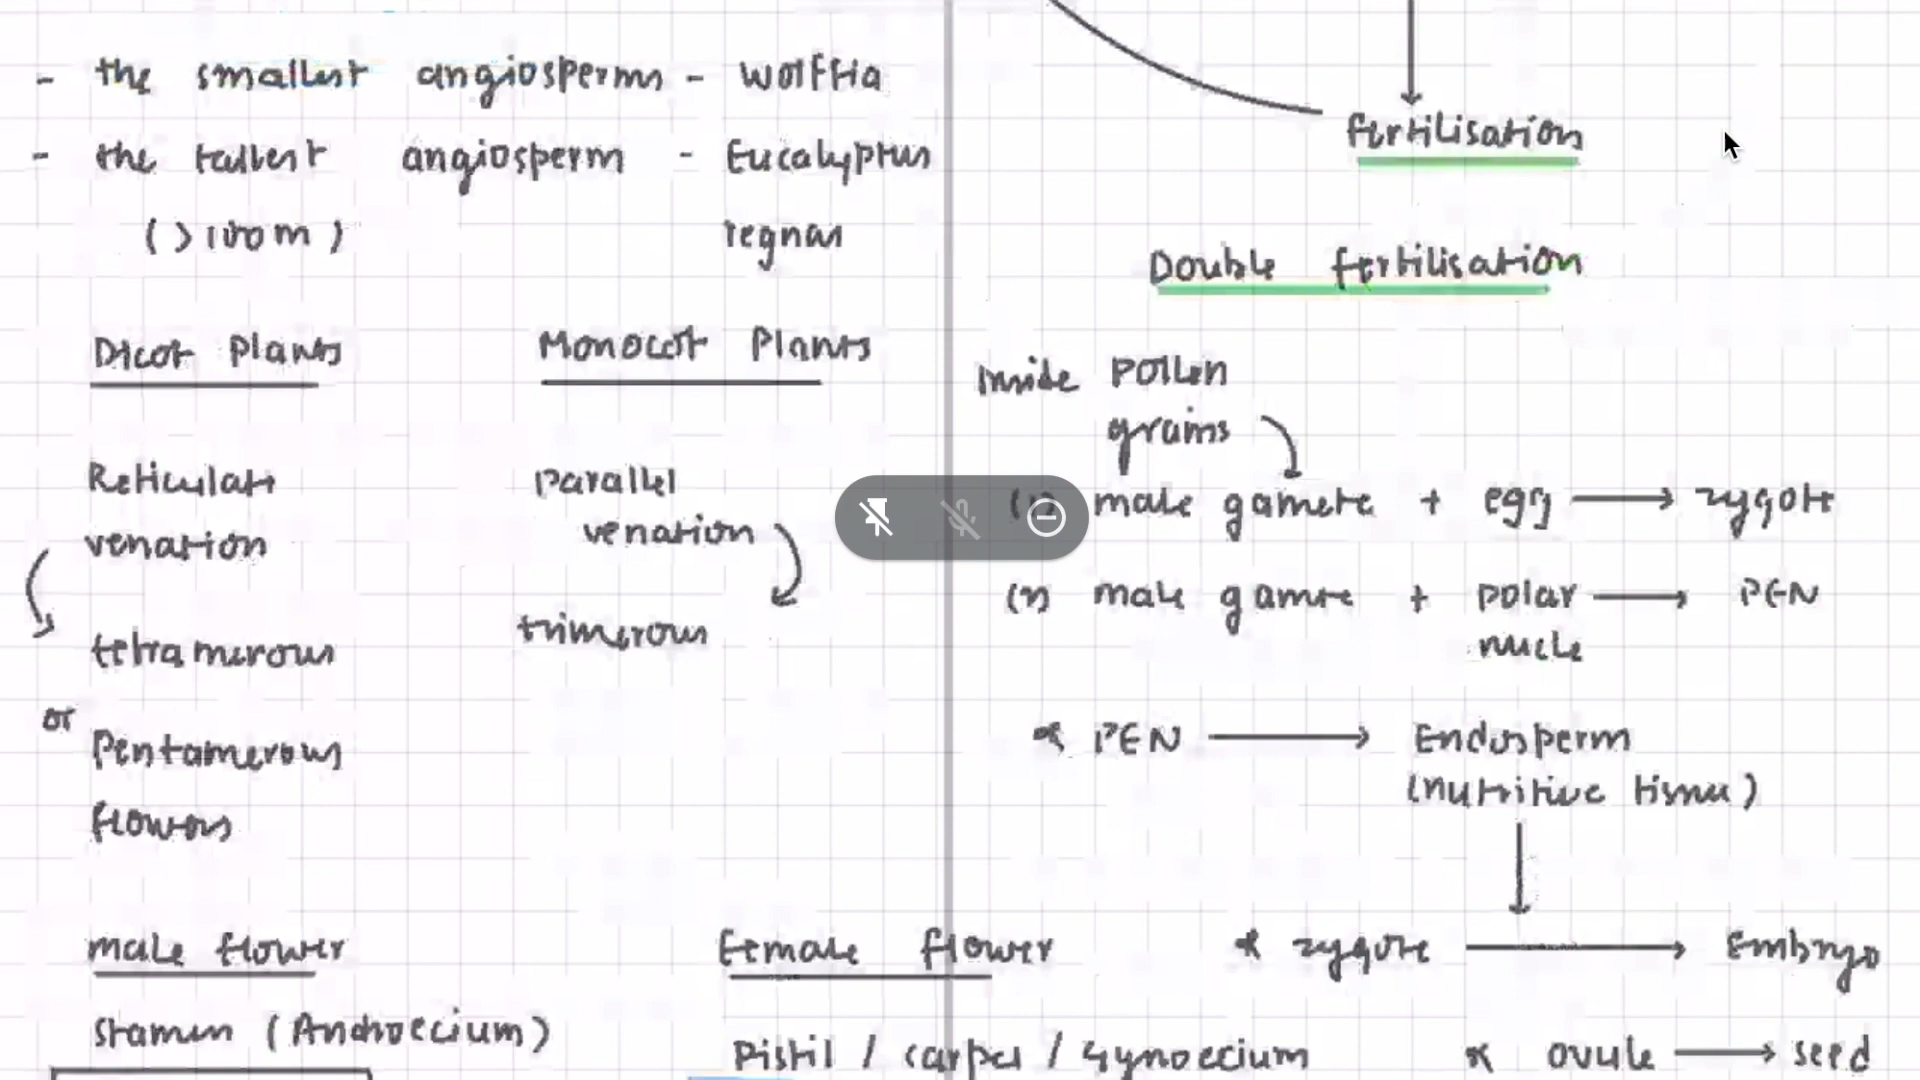 - the smallest angiosperms - Wolffia
- the tallest angiosperm - Eucalyptus
(>100m) regnas
Dicot Plants
Reticulate
venation
tetramerous
or
Pentamerous
flowers
Monocot Plants
parallel
venation
trimerous
male flower
stamen (Androecium)
Female flower
Pistil / carpel / Gynoecium
fertilisation
Double fertilisation
Inside pollen
grains
male gamete + egg → zygote
male gamete + polar → PEN
nucle
* PEN → Endosperm
(nutritive tissue)
* zygote → Embryo
* ovule → seed